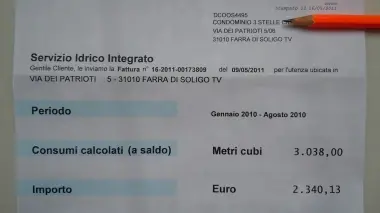 DCOOS4495
CONDOMINIO 3 STELLE
VIA DEI PATRIOTI 5/06
31010 FARRA DI SOLIGO TV
Servizio Idrico Integrato
Gentile Cliente, le inviamo la Fattura n° 16-2011-00173809 del 09/05/2011 per l'utenza ubicata in
VIA DEI PATRIOTI 5 - 31010 FARRA DI SOLIGO TV
Periodo Gennaio 2010 - Agosto 2010
Consumi calcolati (a saldo) Metri cubi 3.038,00
Importo Euro 2.340,13